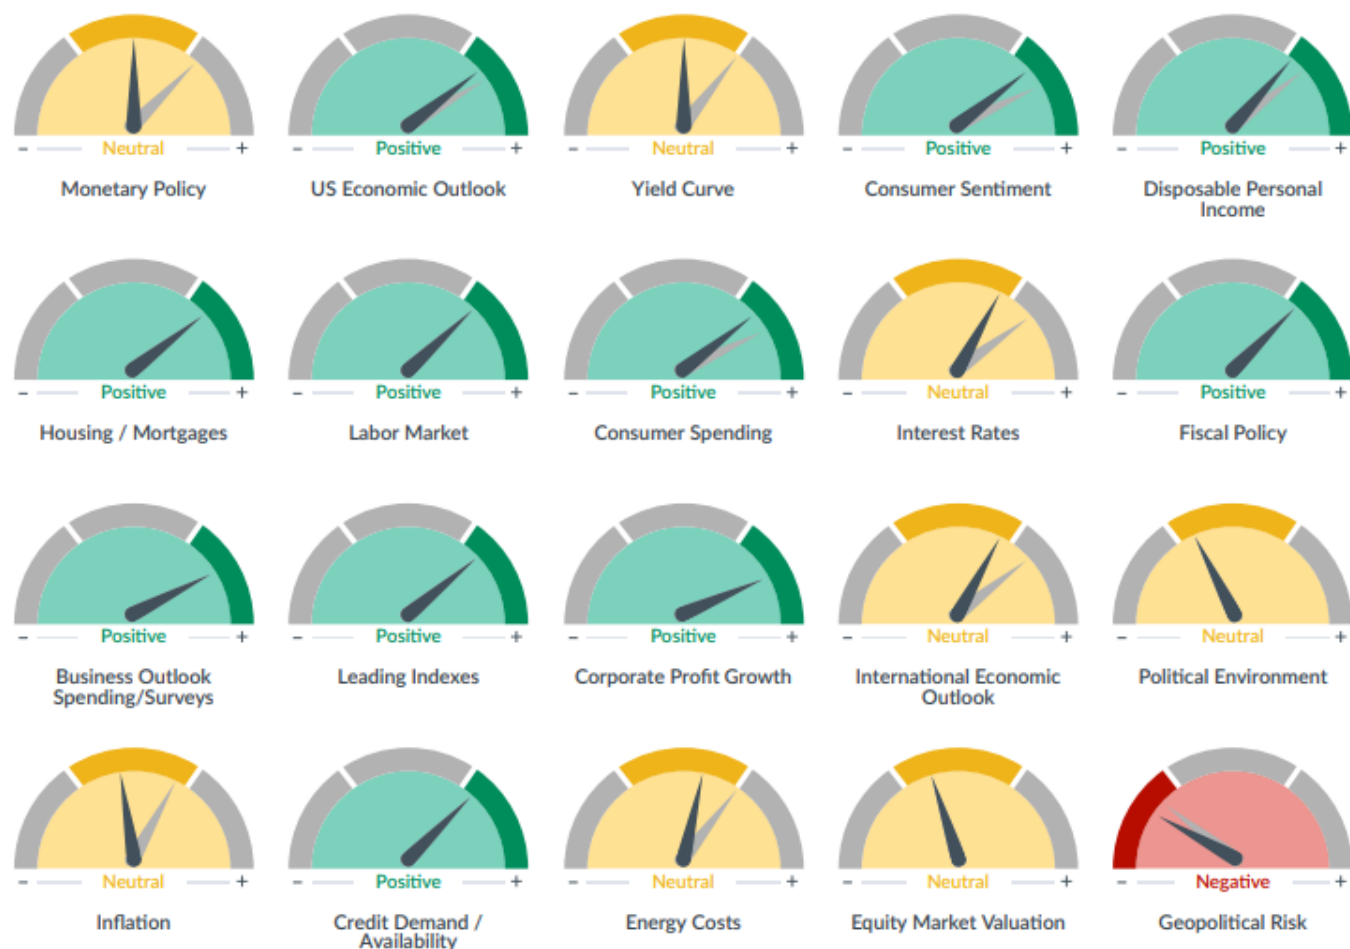 - Neutral +
Monetary Policy
- Positive +
US Economic Outlook
- Neutral +
Yield Curve
- Positive +
Consumer Sentiment
- Positive +
Disposable Personal
Income
- Positive +
Housing / Mortgages
- Positive +
Labor Market
- Positive +
Consumer Spending
- Neutral +
Interest Rates
- Positive +
Fiscal Policy
- Positive +
Business Outlook
Spending/Surveys
- Positive +
Leading Indexes
- Positive +
Corporate Profit Growth
- Neutral +
International Economic
Outlook
- Neutral +
Political Environment
- Neutral +
Inflation
- Positive +
Credit Demand /
Availability
- Neutral +
Energy Costs
- Neutral +
Equity Market Valuation
- Negative +
Geopolitical Risk